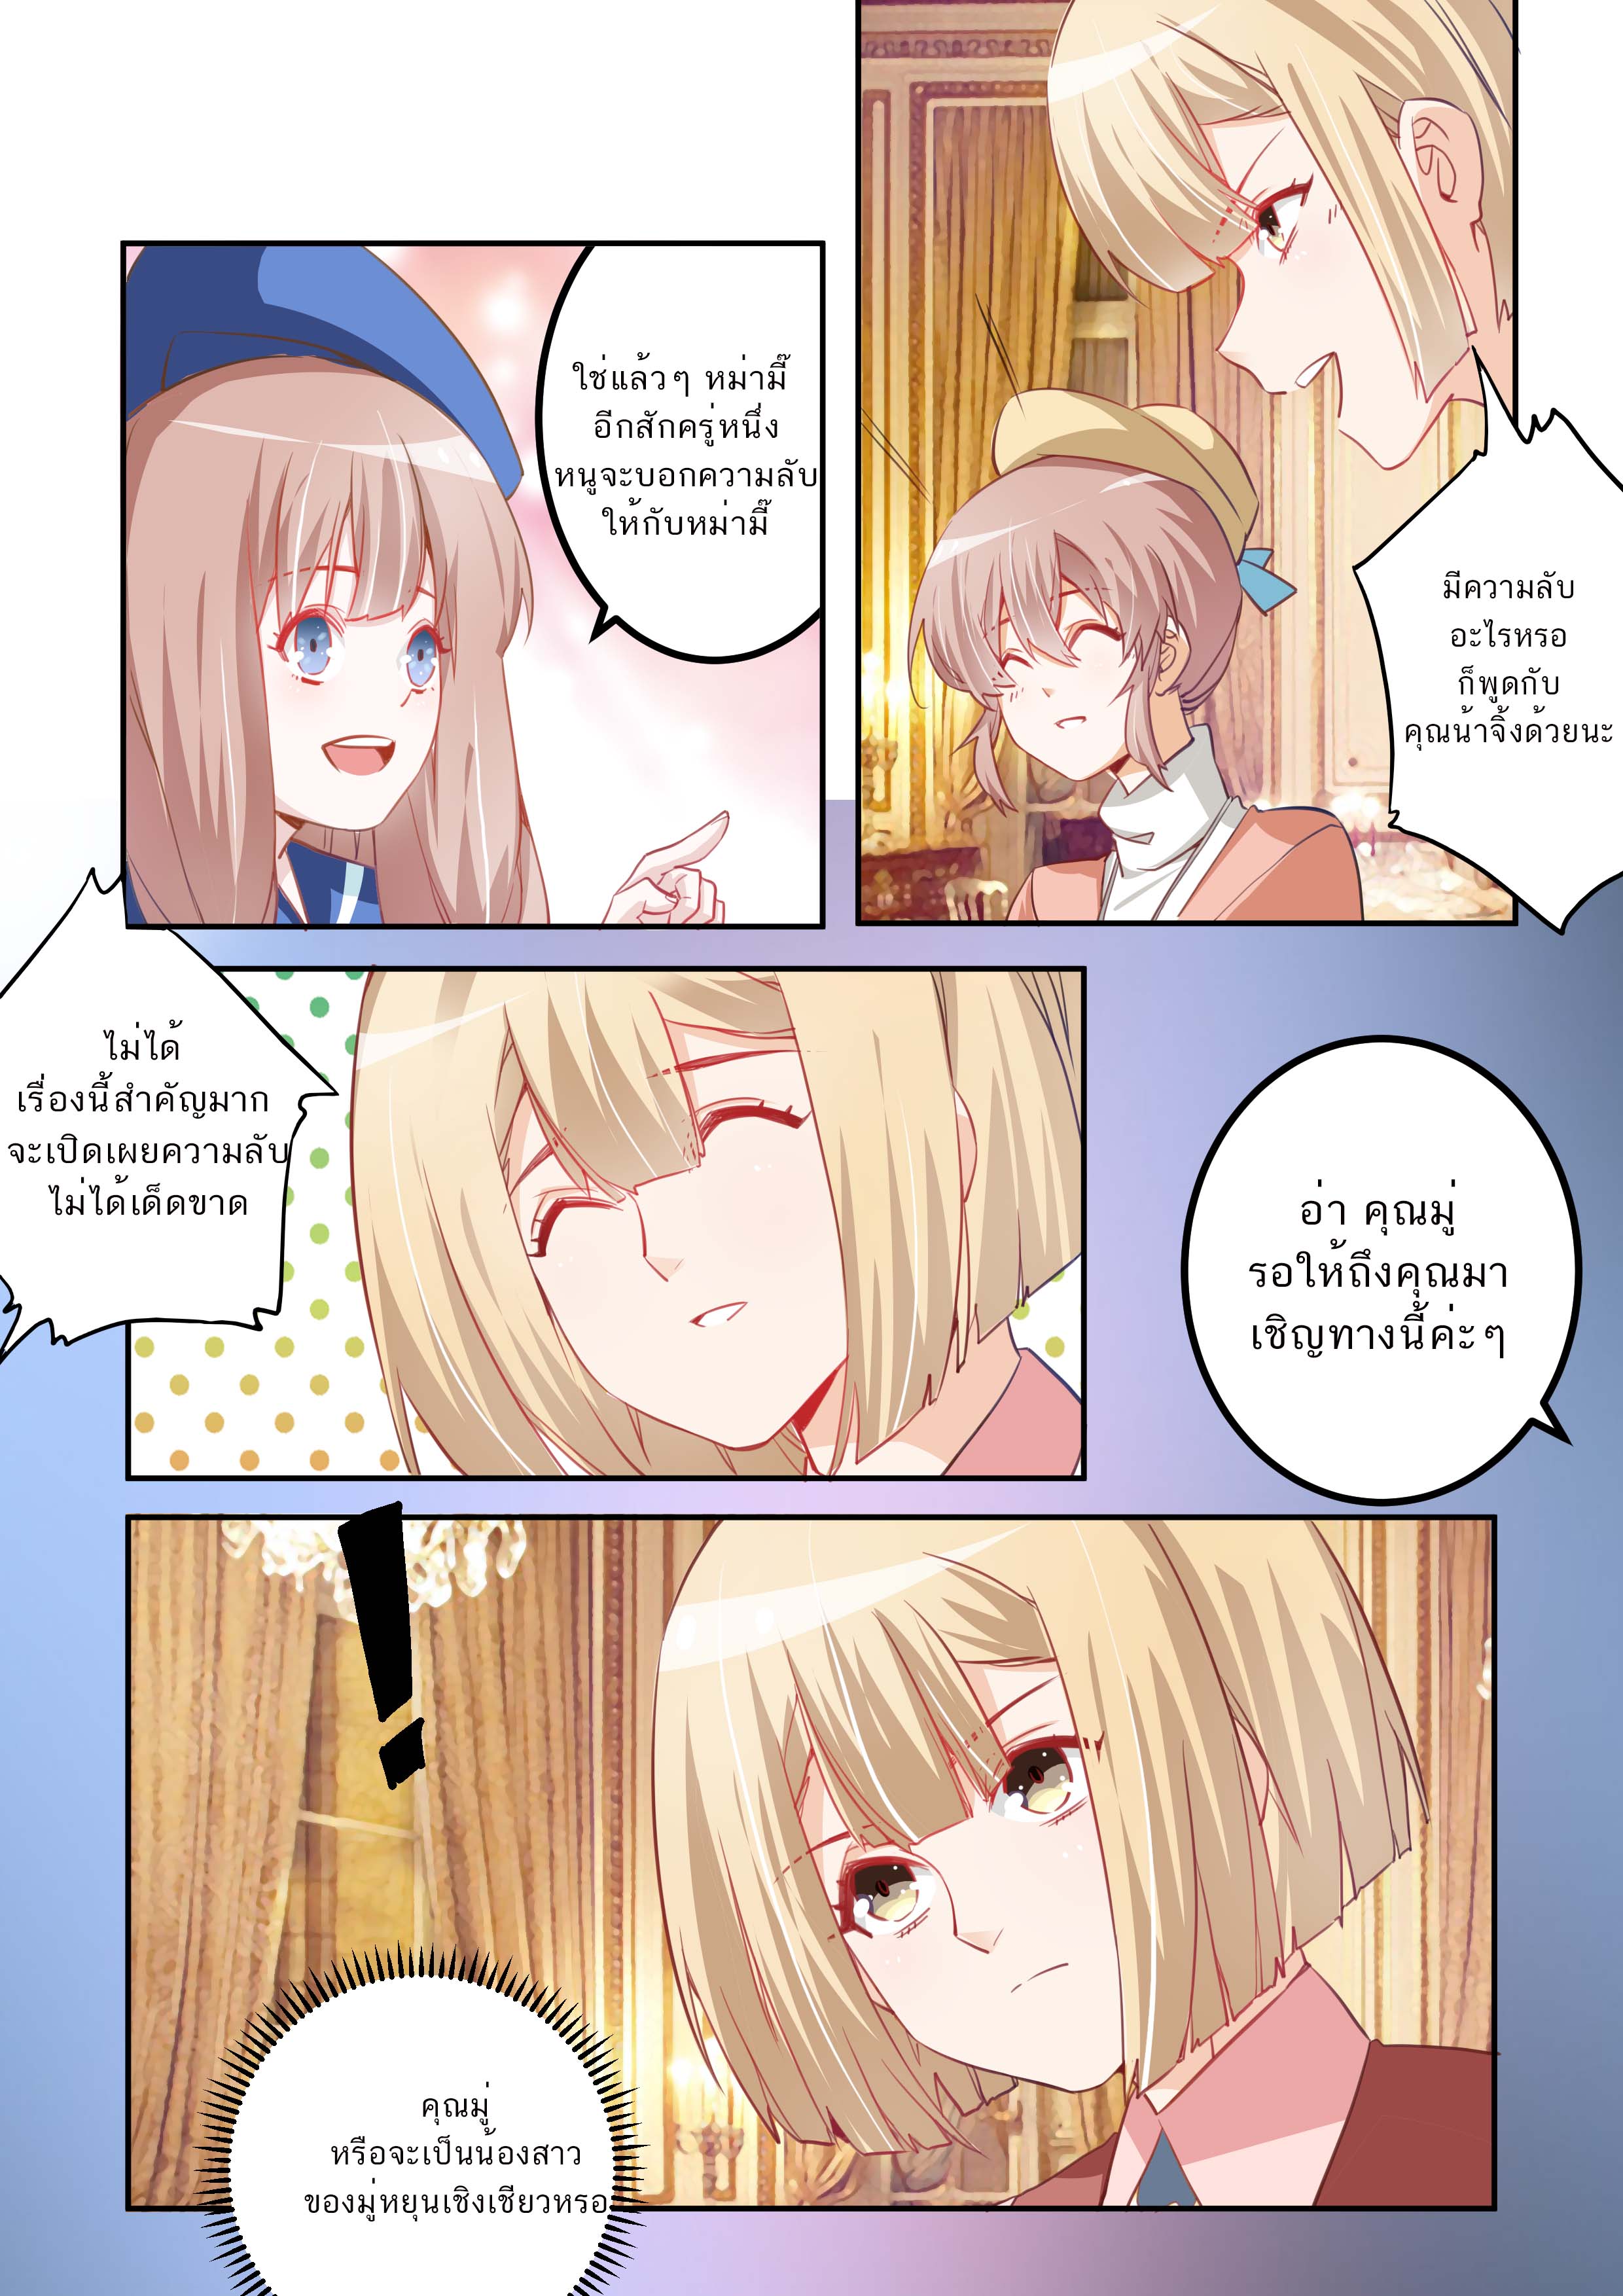 ใช่แล้วๆ หม่ามี๊
อีกสักครู่หนึ่ง
หนูจะบอกความลับ
ให้กับหม่ามี๊
มีความลับ
อะไรหรอ
ก็พูดกับ
คุณน้าจิ้งด้วยนะ
ไม่ได้
เรื่องนี้สำคัญมาก
จะเปิดเผยความลับ
ไม่ได้เด็ดขาด
อ่า คุณมู่
รอให้ถึงคุณมา
เชิญทางนี้ค่ะๆ
!
คุณมู่
หรือจะเป็นน้องสาว
ของมู่หยุนเชิงเชียวหรอ